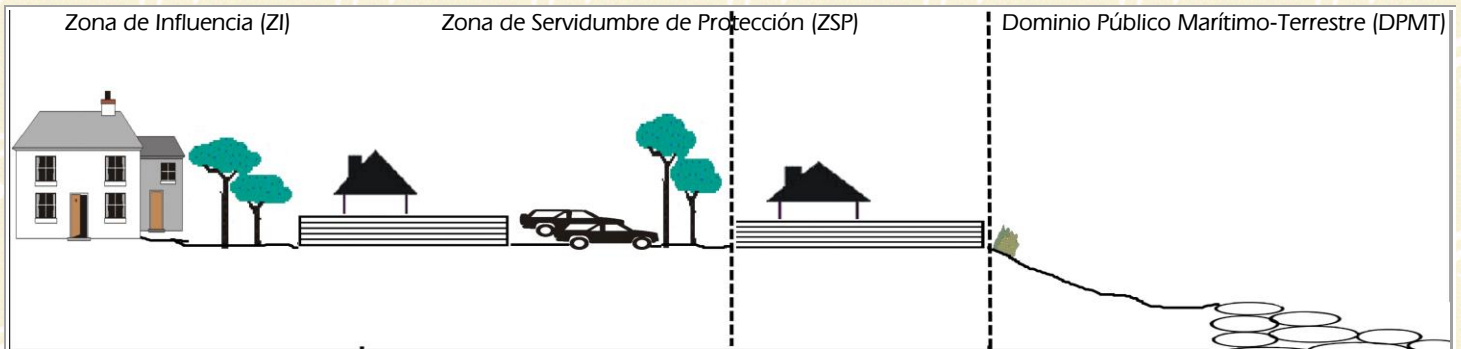 Zona de Influencia (ZI) Zona de Servidumbre de Protección (ZSP) Dominio Público Marítimo-Terrestre (DPMT)